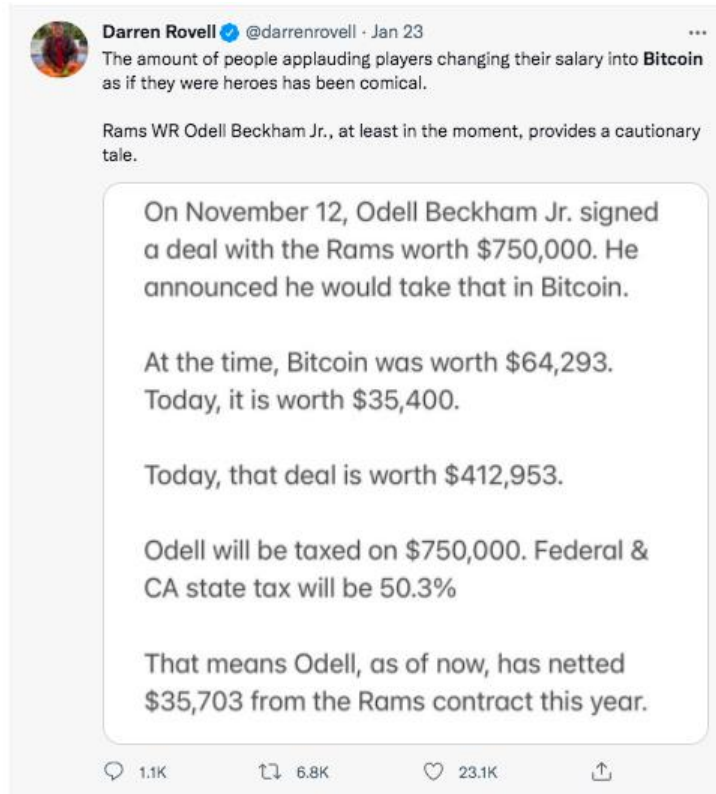 Darren Rovell @darrenrovell · Jan 23
The amount of people applauding players changing their salary into Bitcoin
as if they were heroes has been comical.
Rams WR Odell Beckham Jr., at least in the moment, provides a cautionary
tale.
On November 12, Odell Beckham Jr. signed
a deal with the Rams worth $750,000. He
announced he would take that in Bitcoin.
At the time, Bitcoin was worth $64,293.
Today, it is worth $35,400.
Today, that deal is worth $412,953.
Odell will be taxed on $750,000. Federal &
CA state tax will be 50.3%
That means Odell, as of now, has netted
$35,703 from the Rams contract this year.
1.1K 6.8K 23.1K